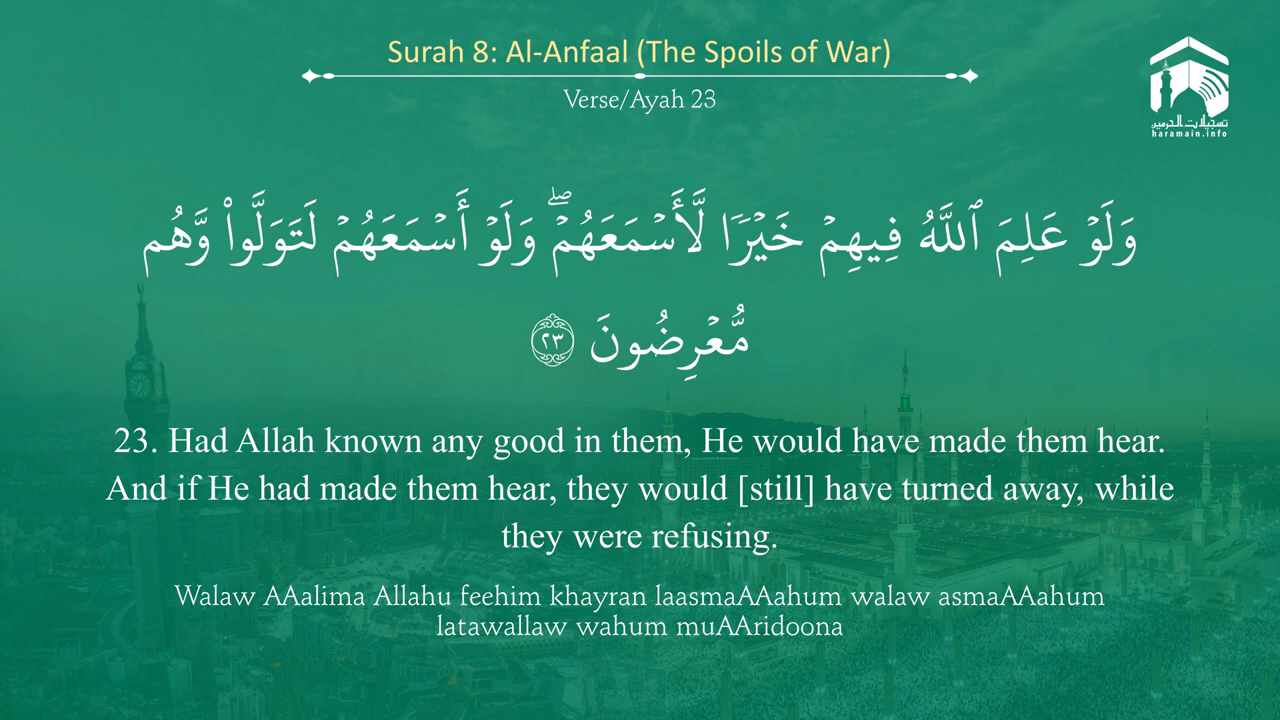 Surah 8: Al-Anfaal (The Spoils of War)
Verse/Ayah 23
تسجيلات الحرمين
haramain.info
وَلَوۡ عَلِمَ ٱللَّهُ فِيهِمۡ خَيۡرٗا لَّأَسۡمَعَهُمۡۖ وَلَوۡ أَسۡمَعَهُمۡ لَتَوَلَّواْ وَّهُم
مُّعۡرِضُونَ ٢٣
23. Had Allah known any good in them, He would have made them hear.
And if He had made them hear, they would [still] have turned away, while
they were refusing.
Walaw AAalima Allahu feehim khayran laasmaAAahum walaw asmaAAahum
latawallaw wahum muAAridoona